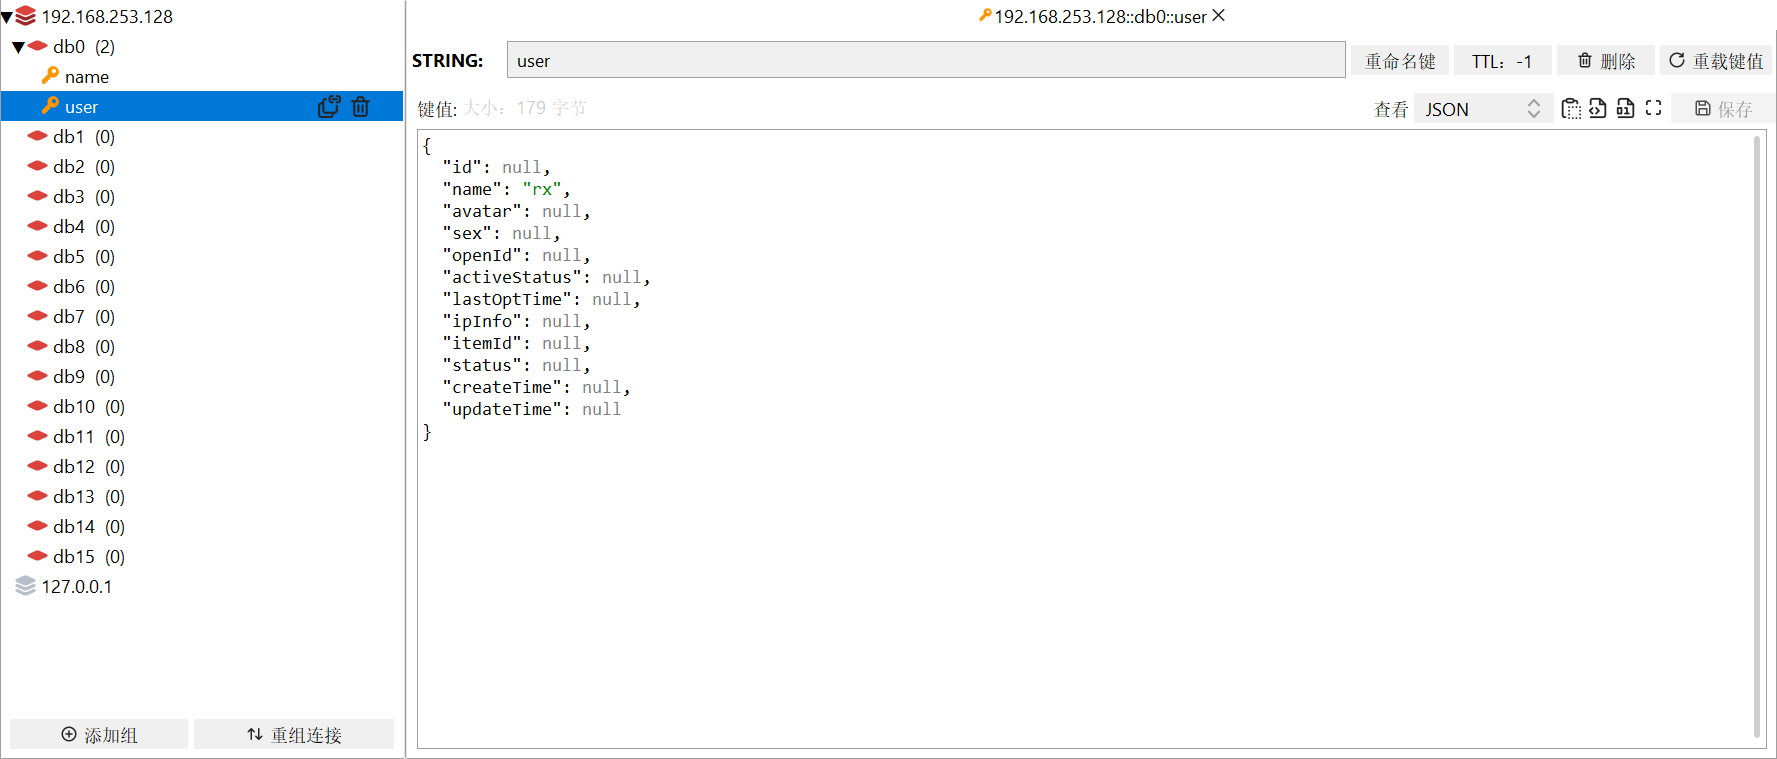 192.168.253.128
db0 (2)
name
user
db1 (0)
db2 (0)
db3 (0)
db4 (0)
db5 (0)
db6 (0)
db7 (0)
db8 (0)
db9 (0)
db10 (0)
db11 (0)
db12 (0)
db13 (0)
db14 (0)
db15 (0)
127.0.0.1
添加组 重组连接
192.168.253.128::db0::user
STRING: user 重命名键 TTL：-1 删除 重载键值
键值: 大小：179 字节 查看 JSON 保存
{
"id": null,
"name": "rx",
"avatar": null,
"sex": null,
"openId": null,
"activeStatus": null,
"lastOptTime": null,
"ipInfo": null,
"itemId": null,
"status": null,
"createTime": null,
"updateTime": null
}